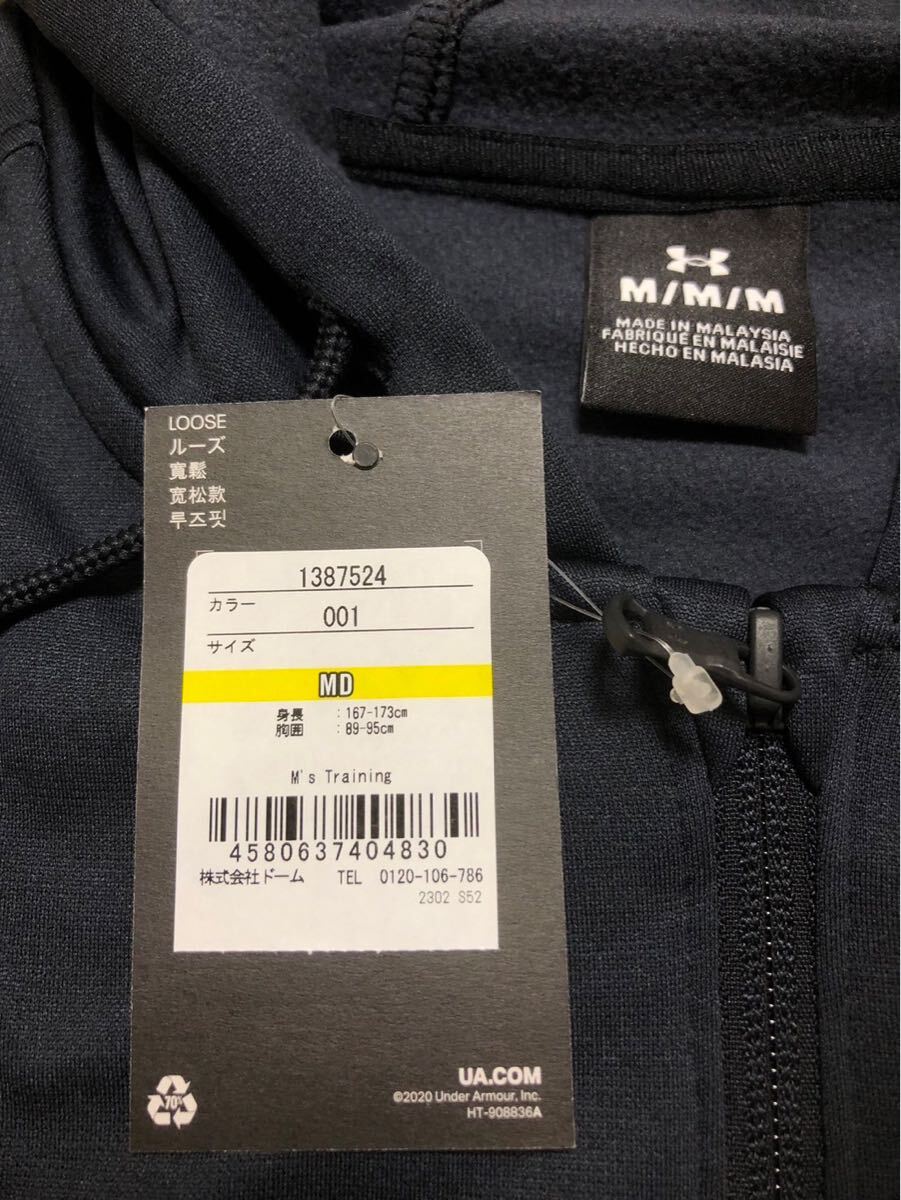 M/M/M
MADE IN MALAYSIA
FABRIQUE EN MALAISIE
HECHO EN MALASIA
LOOSE
ルーズ
寬鬆
宽松款
루즈핏
1387524
カラー
001
サイズ
MD
身長 :167-173cm
胸囲 :89-95cm
M's Training
4580637404830
株式会社ドーム TEL 0120-106-786
2302 S52
70%
UA.COM
©2020 Under Armour, Inc.
HT-908836A